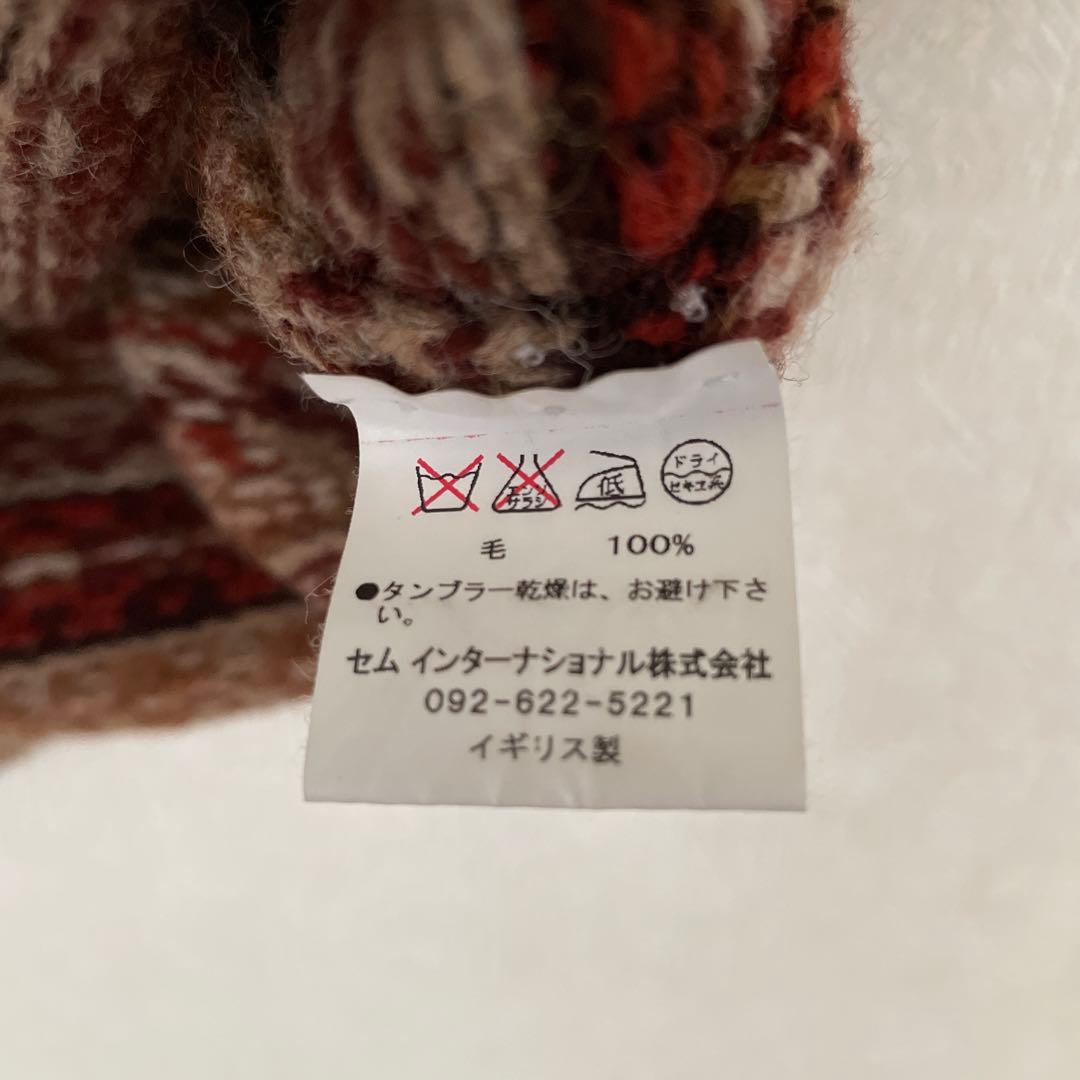 エンソ
サラシ
低
ドライ
セキユ系
毛 100%
●タンブラー乾燥は、お避け下さ
い。
セム インターナショナル株式会社
092-622-5221
イギリス製